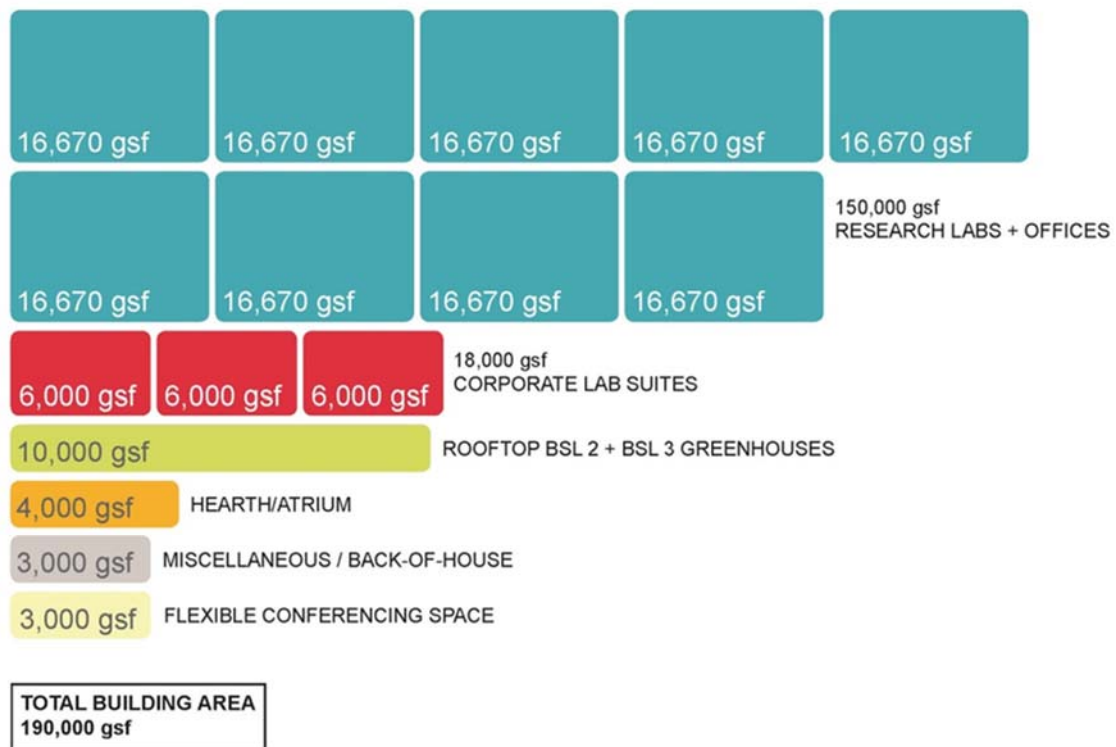 16,670 gsf 16,670 gsf 16,670 gsf 16,670 gsf 16,670 gsf
150,000 gsf
RESEARCH LABS + OFFICES
16,670 gsf 16,670 gsf 16,670 gsf 16,670 gsf
18,000 gsf
CORPORATE LAB SUITES
6,000 gsf 6,000 gsf 6,000 gsf
10,000 gsf ROOFTOP BSL 2 + BSL 3 GREENHOUSES
4,000 gsf HEARTH/ATRIUM
3,000 gsf MISCELLANEOUS / BACK-OF-HOUSE
3,000 gsf FLEXIBLE CONFERENCING SPACE
TOTAL BUILDING AREA
190,000 gsf